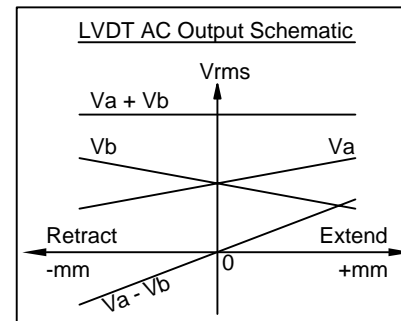 LVDT AC Output Schematic
Vrms
Va + Vb
Vb
Va
Retract
Extend
0
-mm
+mm
Va - Vb